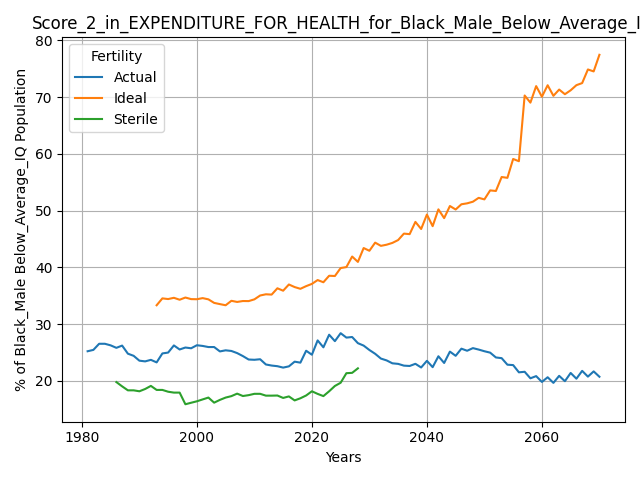 Score_2_in_EXPENDITURE_FOR_HEALTH_for_Black_Male_Below_Average_I
80
70
60
50
40
30
20
% of Black_Male Below_Average_IQ Population
Fertility
Actual
Ideal
Sterile
1980 2000 2020 2040 2060
Years